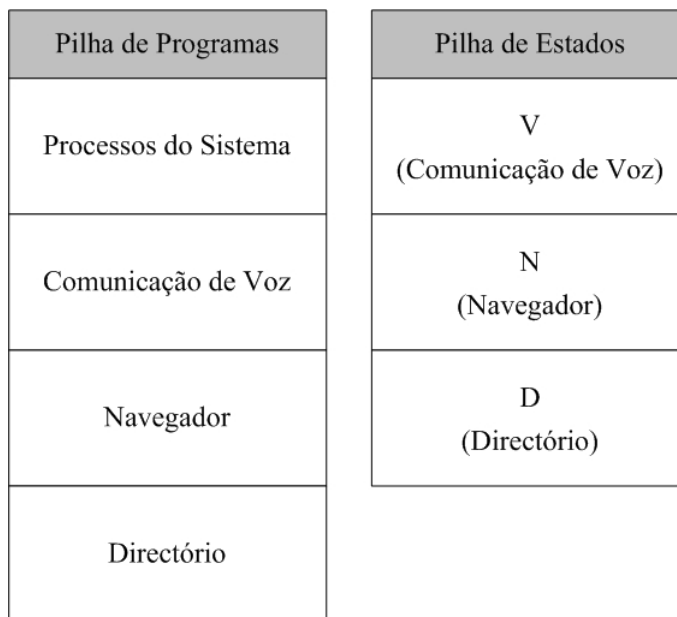 Pilha de Programas
Processos do Sistema
Comunicação de Voz
Navegador
Directório
Pilha de Estados
V
(Comunicação de Voz)
N
(Navegador)
D
(Directório)